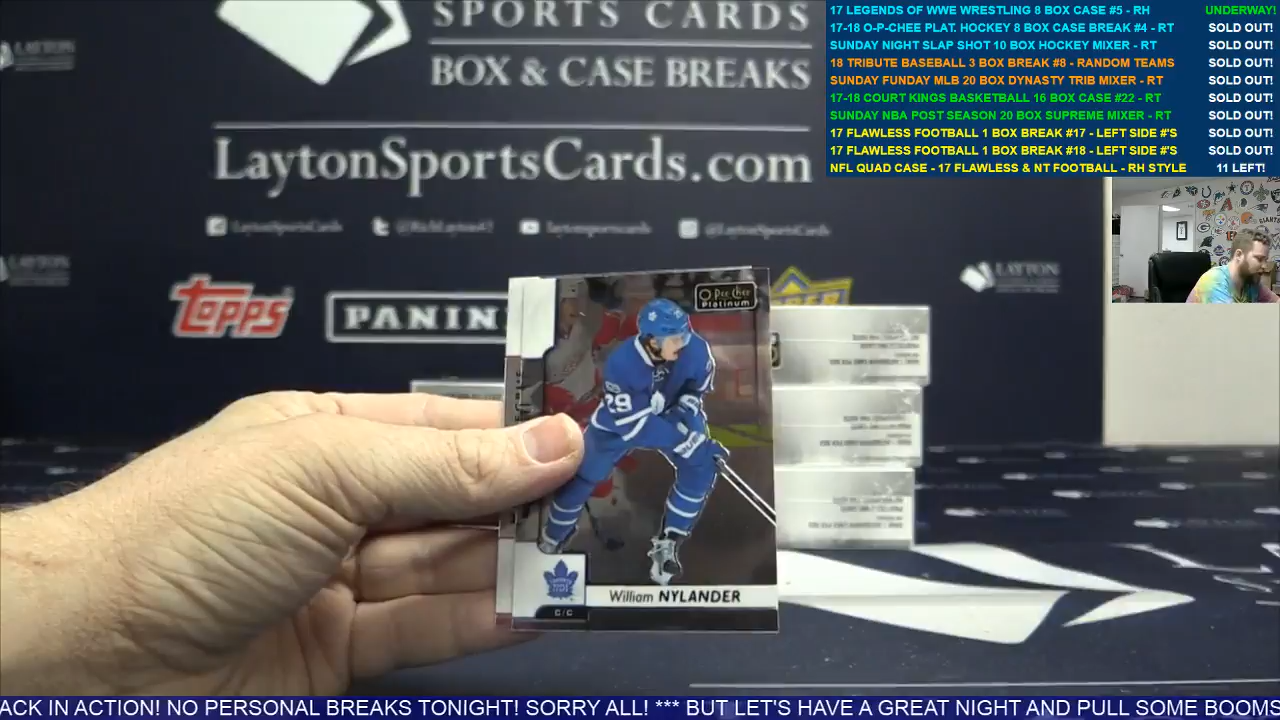 17 LEGENDS OF WWE WRESTLING 8 BOX CASE #5 - RH UNDERWAY!
17-18 O-P-CHEE PLAT. HOCKEY 8 BOX CASE BREAK #4 - RT SOLD OUT!
SUNDAY NIGHT SLAP SHOT 10 BOX HOCKEY MIXER - RT SOLD OUT!
18 TRIBUTE BASEBALL 3 BOX BREAK #8 - RANDOM TEAMS SOLD OUT!
SUNDAY FUNDAY MLB 20 BOX DYNASTY TRIB MIXER - RT SOLD OUT!
17-18 COURT KINGS BASKETBALL 16 BOX CASE #22 - RT SOLD OUT!
SUNDAY NBA POST SEASON 20 BOX SUPREME MIXER - RT SOLD OUT!
17 FLAWLESS FOOTBALL 1 BOX BREAK #17 - LEFT SIDE #'S SOLD OUT!
17 FLAWLESS FOOTBALL 1 BOX BREAK #18 - LEFT SIDE #'S SOLD OUT!
NFL QUAD CASE - 17 FLAWLESS & NT FOOTBALL - RH STYLE 11 LEFT!
SPORTS CARDS
BOX & CASE BREAKS
LaytonSportsCards.com
LaytonSportsCards
laytonsportscards
@LaytonSportsCards
LAYTON
topps
PANINI
O Pee Chee
Platinum
29
William NYLANDER
C/C
ACK IN ACTION! NO PERSONAL BREAKS TONIGHT! SORRY ALL! *** BUT LET'S HAVE A GREAT NIGHT AND PULL SOME BOOMS